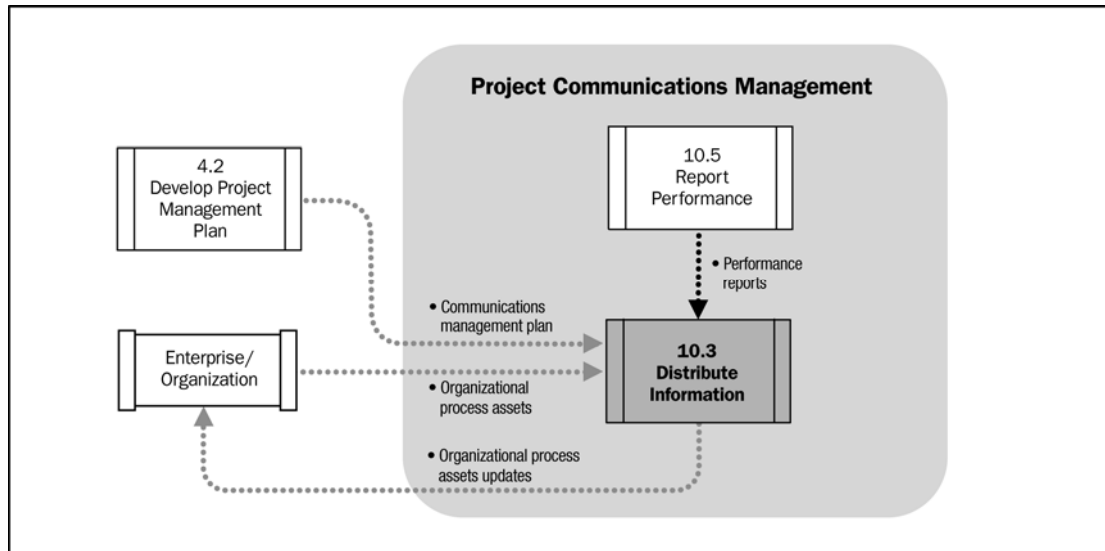 Project Communications Management
4.2
Develop Project
Management
Plan
10.5
Report
Performance
• Performance
reports
• Communications
management plan
Enterprise/
Organization
10.3
Distribute
Information
• Organizational
process assets
• Organizational process
assets updates